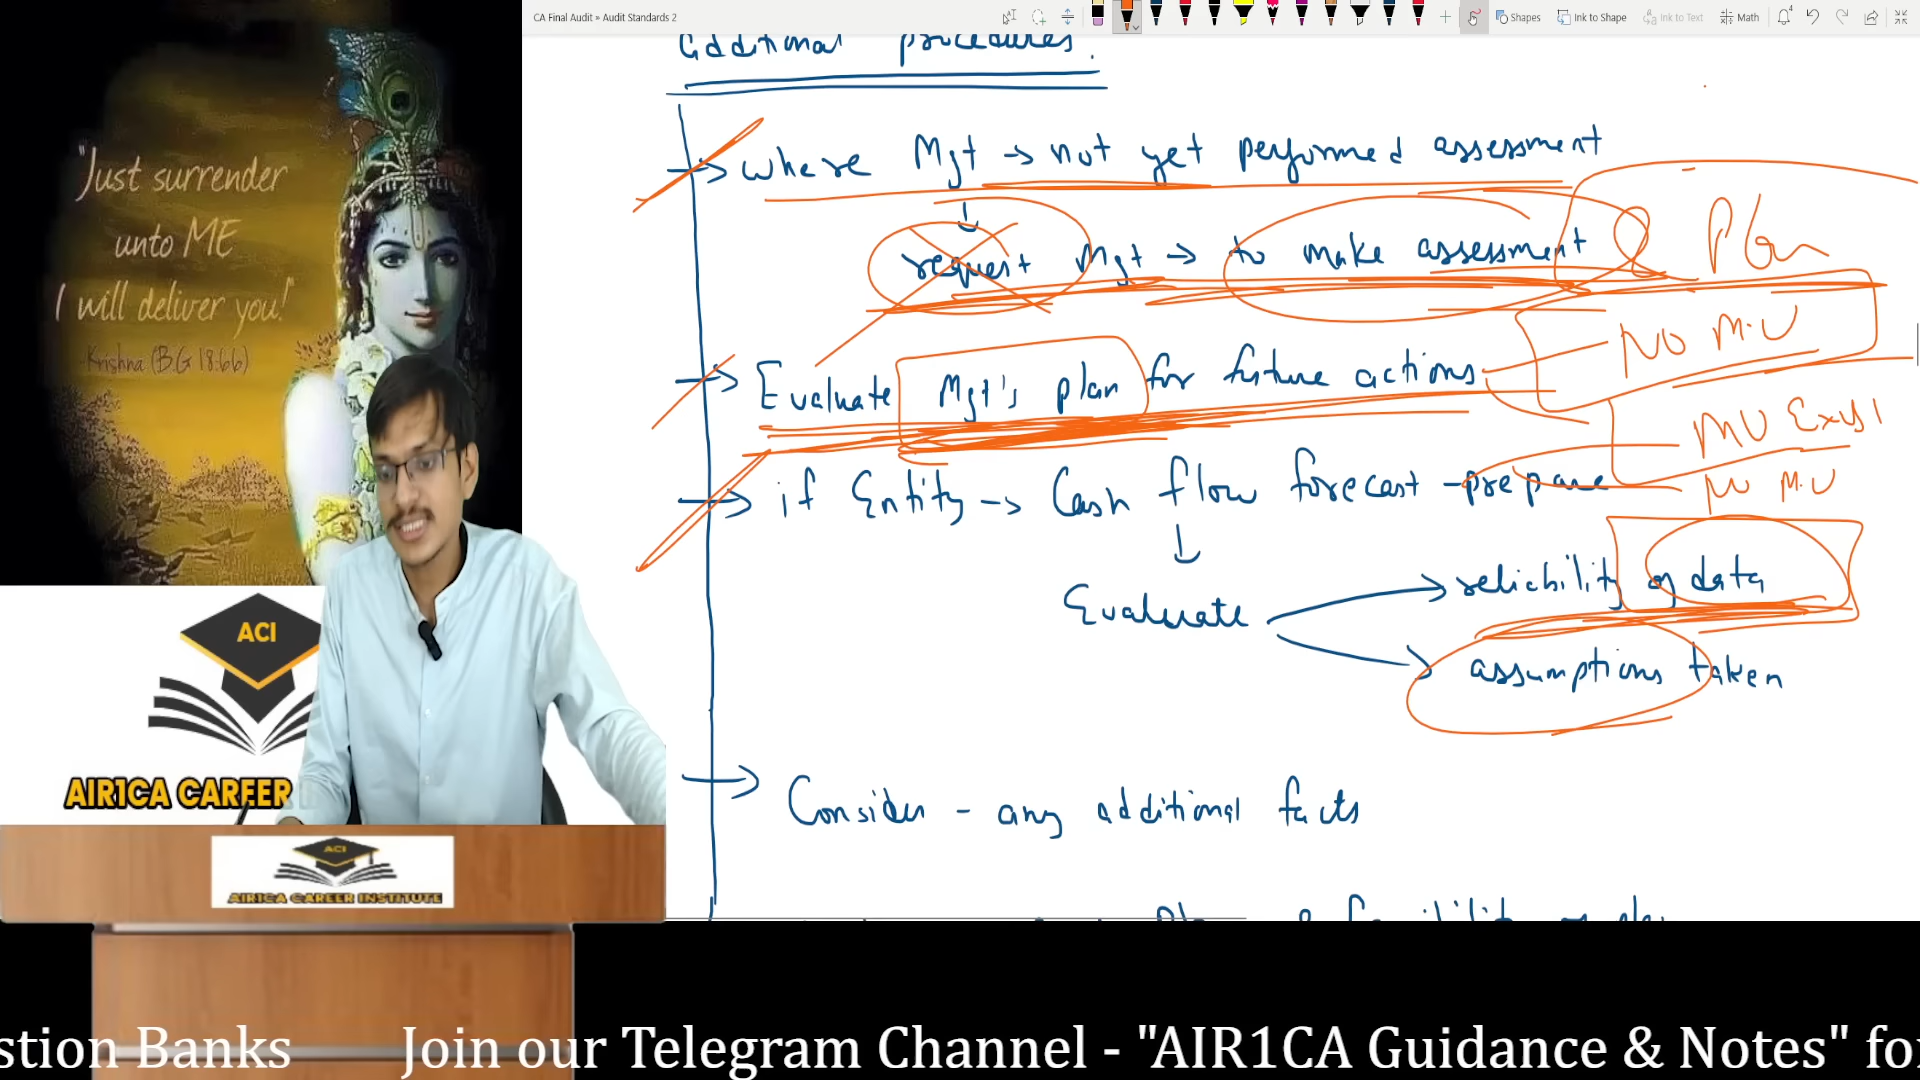 CA Final Audit » Audit Standards 2
Shapes
Ink to Shape
Ink to Text
Math
additional procedures.
where Mgt → not yet performed assessment
request Mgt → to make assessment & Plan
NO M.U
Evaluate Mgt's plan for future actions
MU Exist
if Entity → Cash flow forecast - prepare
NO M.U
Evaluate
reliability of data
assumptions taken
Consider - any additional facts
"Just surrender
unto ME
I will deliver you!"
-Krishna (B.G 18:66)
ACI
AIR1CA CAREER
ACI
AIR1CA CAREER INSTITUTE
stion Banks Join our Telegram Channel - "AIR1CA Guidance & Notes" fo